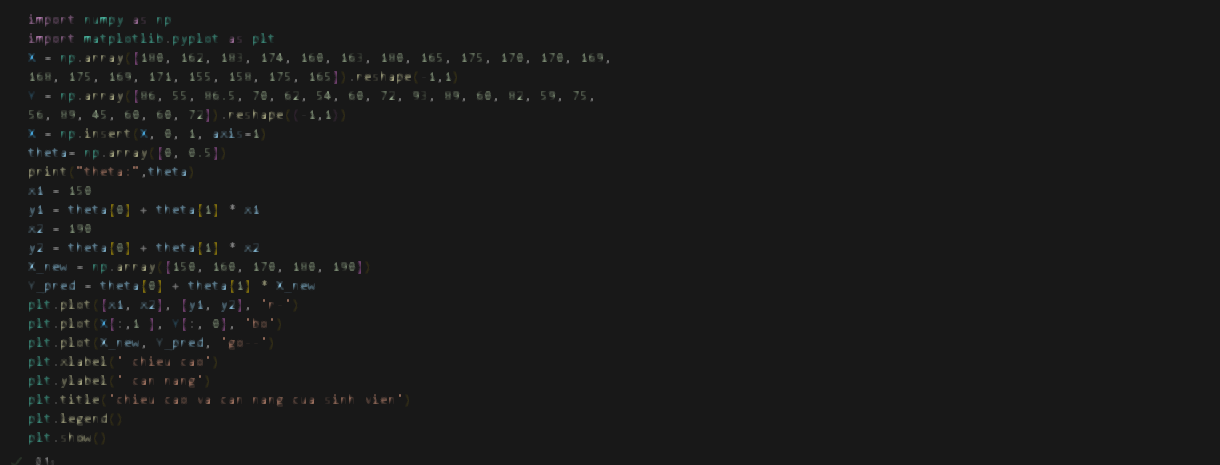 import numpy as np
import matplotlib.pyplot as plt
X = np.array([180, 162, 183, 174, 160, 163, 180, 165, 175, 170, 170, 169,
168, 175, 169, 171, 155, 158, 175, 165]).reshape(-1,1)
Y = np.array([86, 55, 86.5, 70, 62, 54, 60, 72, 93, 89, 60, 82, 59, 75,
56, 89, 45, 60, 60, 72]).reshape((-1,1))
X = np.insert(X, 0, 1, axis=1)
theta= np.array([0, 0.5])
print("theta:",theta)
x1 = 150
y1 = theta[0] + theta[1] * x1
x2 = 190
y2 = theta[0] + theta[1] * x2
X_new = np.array([150, 160, 170, 180, 190])
Y_pred = theta[0] + theta[1] * X_new
plt.plot([x1, x2], [y1, y2], 'r-')
plt.plot(X[:,1 ], Y[:, 0], 'bo')
plt.plot(X_new, Y_pred, 'go--')
plt.xlabel(' chieu cao')
plt.ylabel(' can nang')
plt.title('chieu cao va can nang cua sinh vien')
plt.legend()
plt.show()